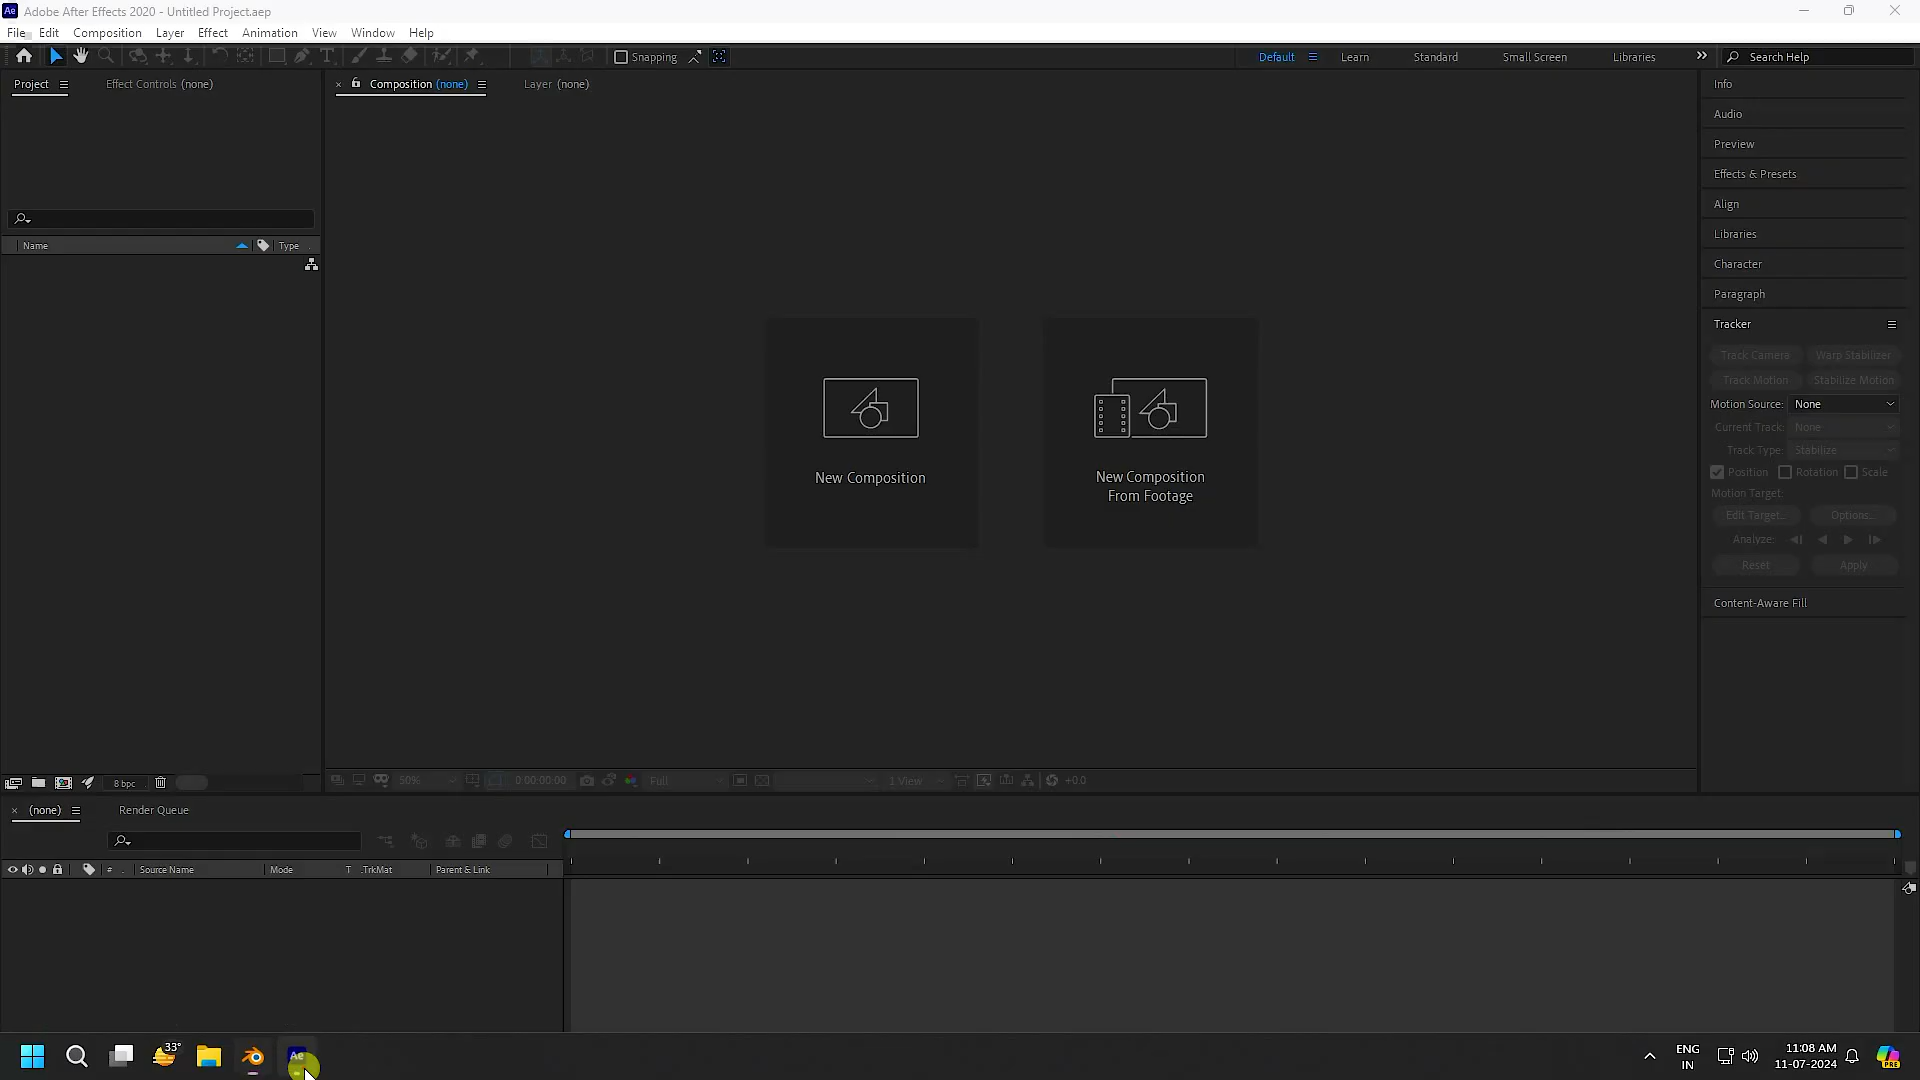 Ae Adobe After Effects 2020 - Untitled Project.aep
File Edit Composition Layer Effect Animation View Window Help
Snapping Default Learn Standard Small Screen Libraries Search Help
Project Effect Controls (none) Composition (none) Layer (none)
Name Type
New Composition
New Composition
From Footage
Info
Audio
Preview
Effects & Presets
Align
Libraries
Character
Paragraph
Tracker
Track Camera Warp Stabilizer
Track Motion Stabilize Motion
Motion Source: None
Current Track: None
Track Type: Stabilize
Position Rotation Scale
Motion Target:
Edit Target... Options...
Analyze:
Reset Apply
Content-Aware Fill
8 bpc 50% 0:00:00:00 Full 1 View +0.0
(none) Render Queue
# Source Name Mode T .TrkMat Parent & Link
33° Ae
ENG
IN
11:08 AM
11-07-2024
PRE